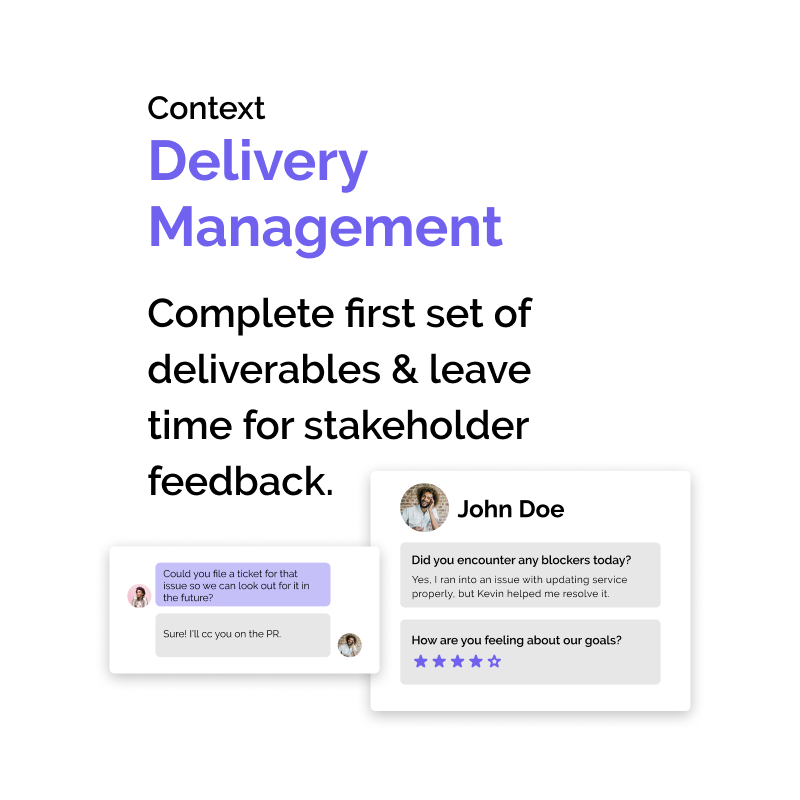 Context
Delivery
Management
Complete first set of
deliverables & leave
time for stakeholder
feedback.
John Doe
Did you encounter any blockers today?
Yes, I ran into an issue with updating service
properly, but Kevin helped me resolve it.
How are you feeling about our goals?
Could you file a ticket for that
issue so we can look out for it in
the future?
Sure! I'll cc you on the PR.